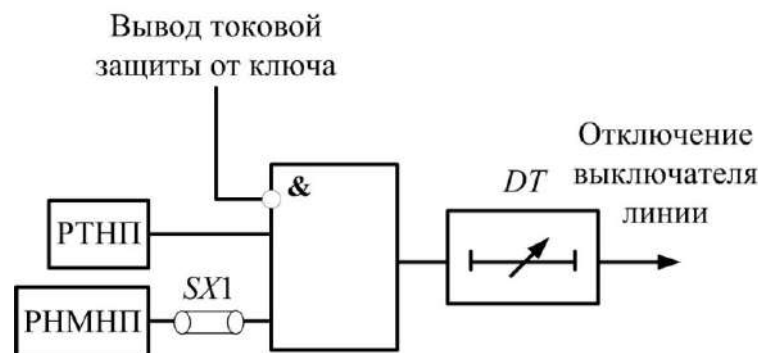 Вывод токовой
защиты от ключа
Отключение
выключателя
линии
DT
&
РТНП
SX1
РНМНП